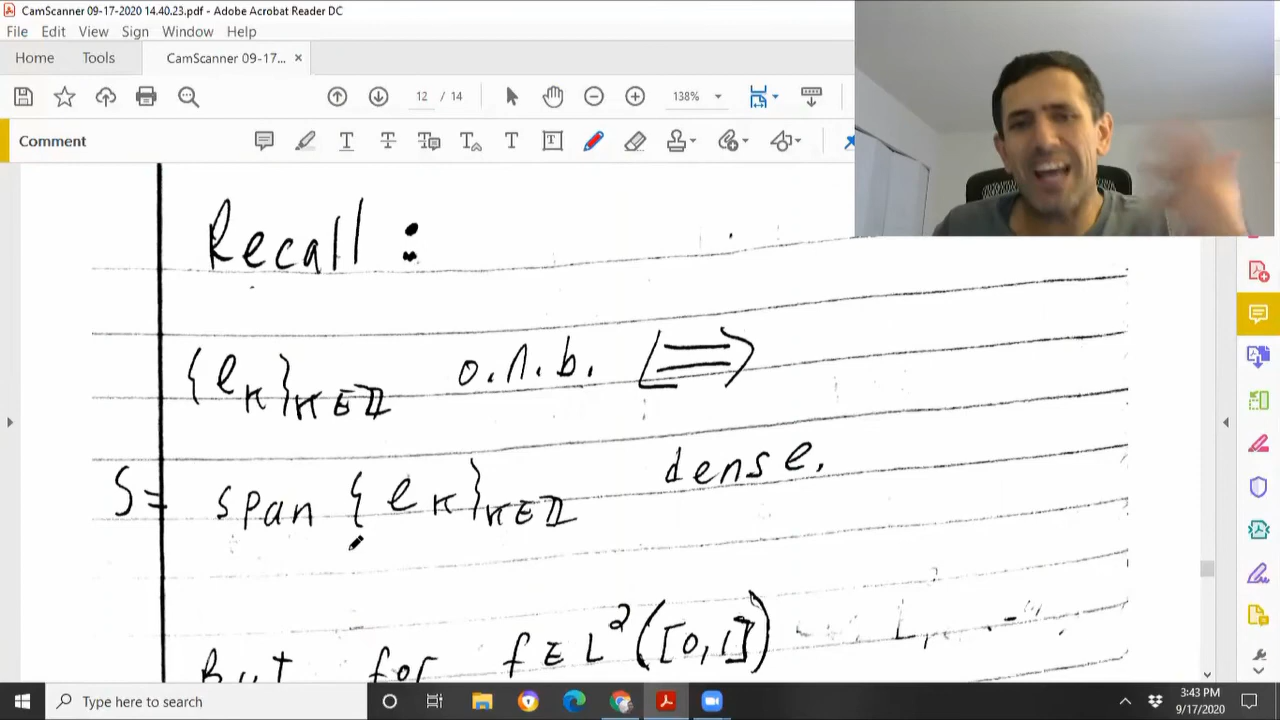 CamScanner 09-17-2020 14.40.23.pdf - Adobe Acrobat Reader DC
File Edit View Sign Window Help
Home Tools CamScanner 09-17... ×
12 / 14 138%
Comment
Recall :
{e_K}_{K∈ℤ} o.n.b. ⟺
S = span {e_K}_{K∈ℤ} dense.
But for f ∈ L²([0,1])
Type here to search
3:43 PM
9/17/2020